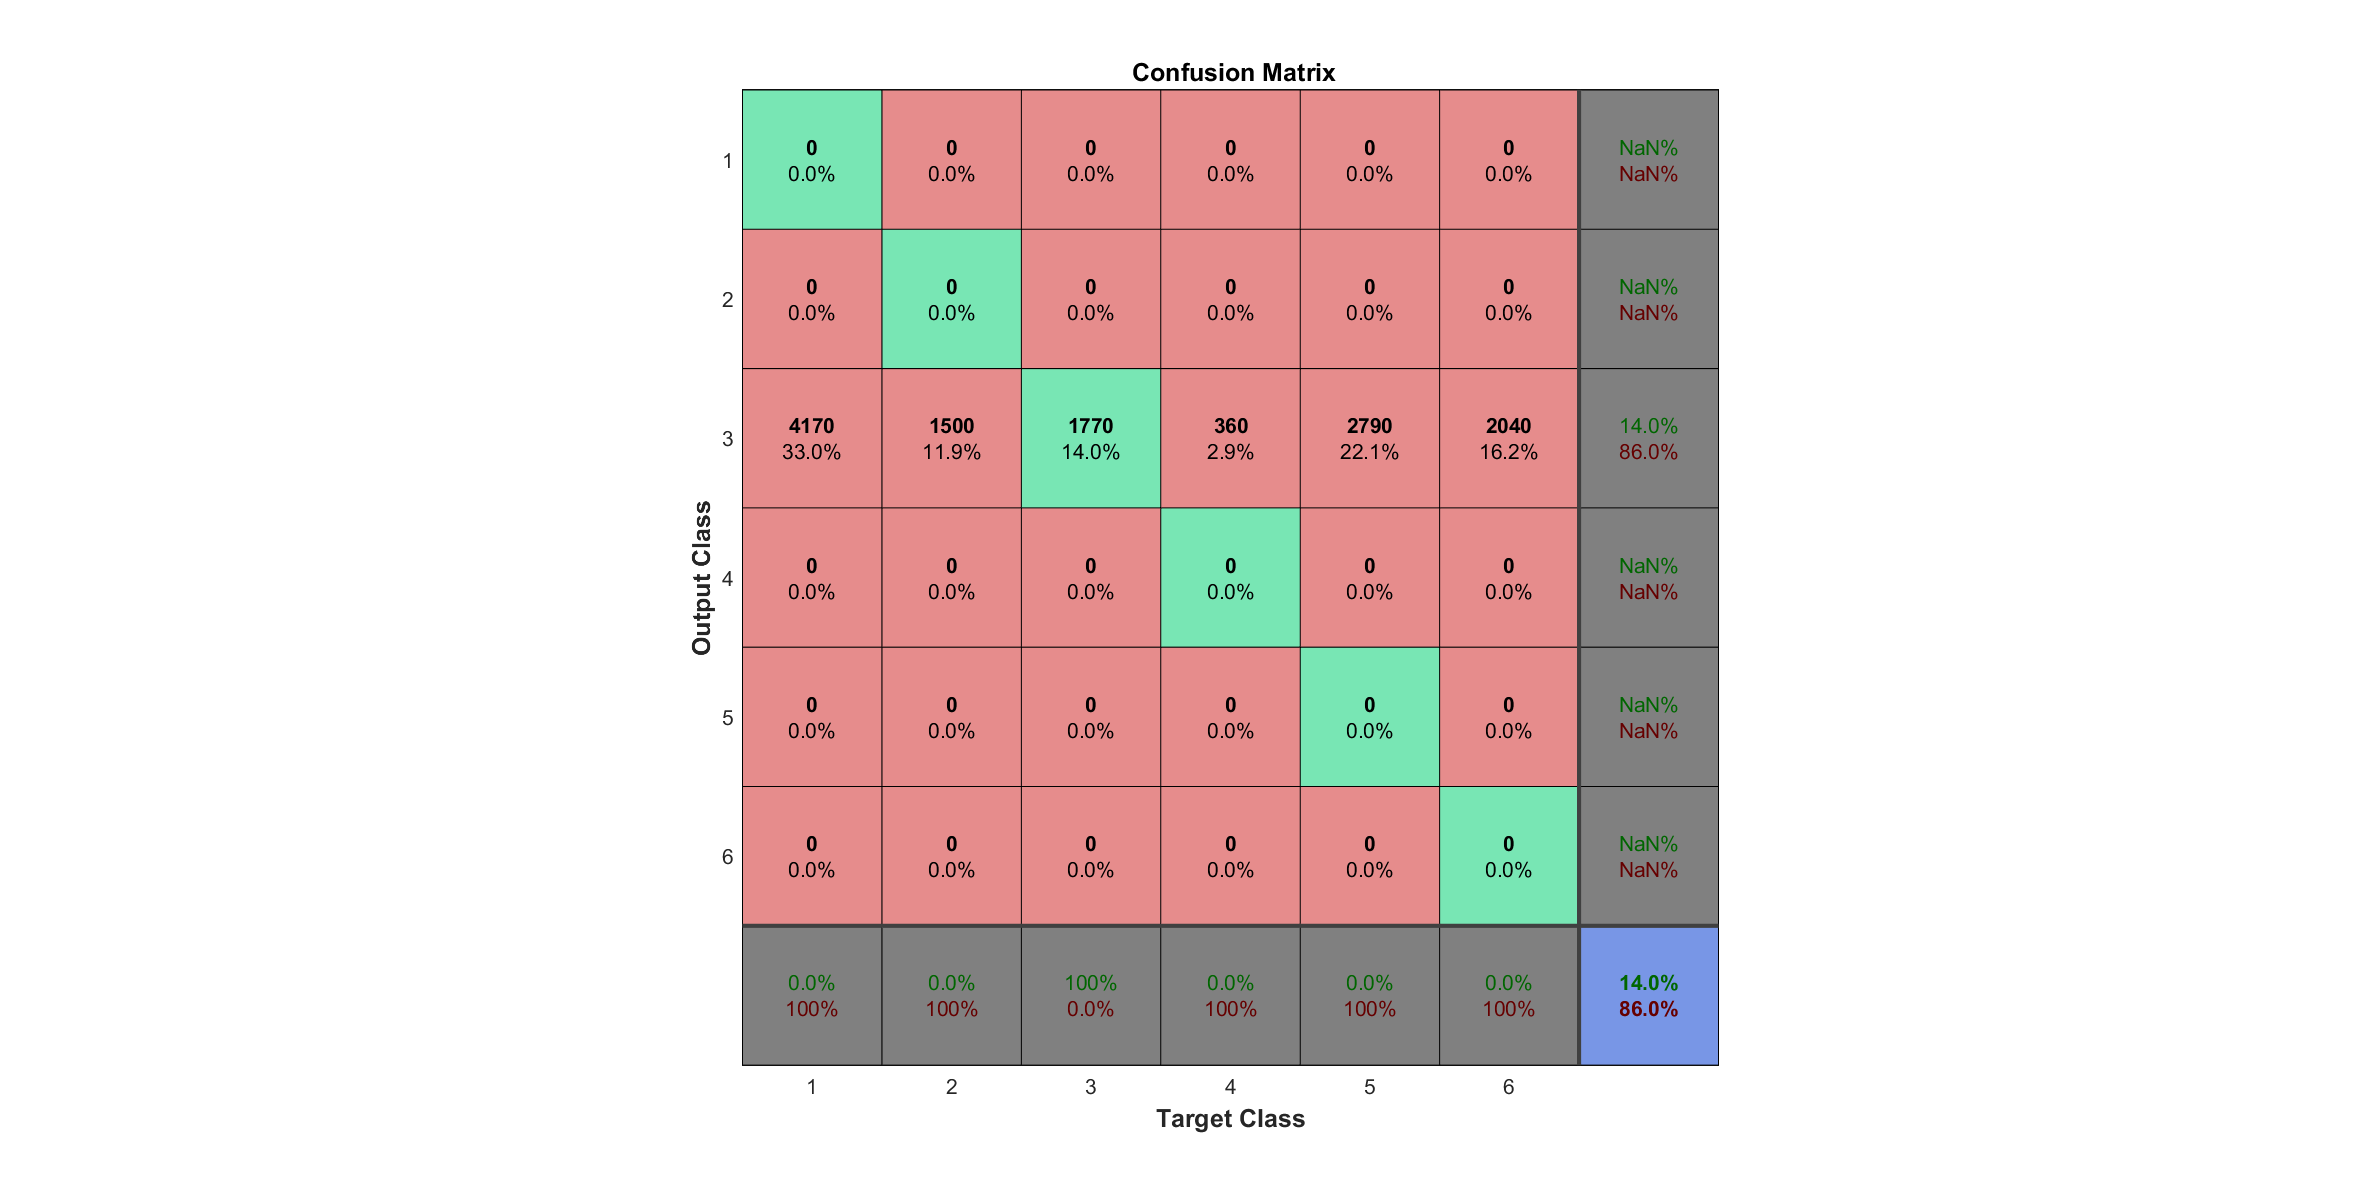 Confusion Matrix
1
0 0 0 0 0 0 NaN%
0.0% 0.0% 0.0% 0.0% 0.0% 0.0% NaN%
2
0 0 0 0 0 0 NaN%
0.0% 0.0% 0.0% 0.0% 0.0% 0.0% NaN%
3
4170 1500 1770 360 2790 2040 14.0%
33.0% 11.9% 14.0% 2.9% 22.1% 16.2% 86.0%
4
0 0 0 0 0 0 NaN%
0.0% 0.0% 0.0% 0.0% 0.0% 0.0% NaN%
5
0 0 0 0 0 0 NaN%
0.0% 0.0% 0.0% 0.0% 0.0% 0.0% NaN%
6
0 0 0 0 0 0 NaN%
0.0% 0.0% 0.0% 0.0% 0.0% 0.0% NaN%
0.0% 0.0% 100% 0.0% 0.0% 0.0% 14.0%
100% 100% 0.0% 100% 100% 100% 86.0%
1 2 3 4 5 6
Target Class
Output Class